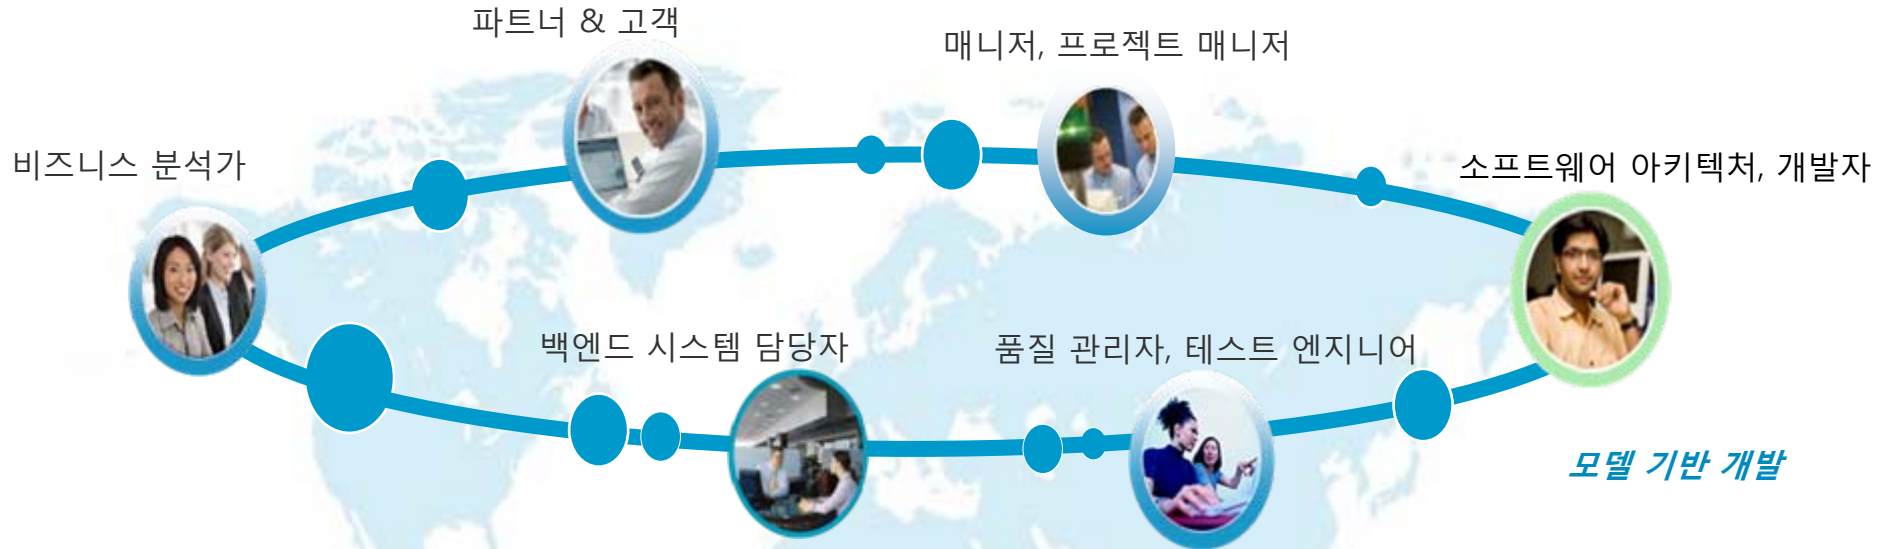 파트너 & 고객
매니저, 프로젝트 매니저
비즈니스 분석가
소프트웨어 아키텍처, 개발자
백엔드 시스템 담당자
품질 관리자, 테스트 엔지니어
모델 기반 개발